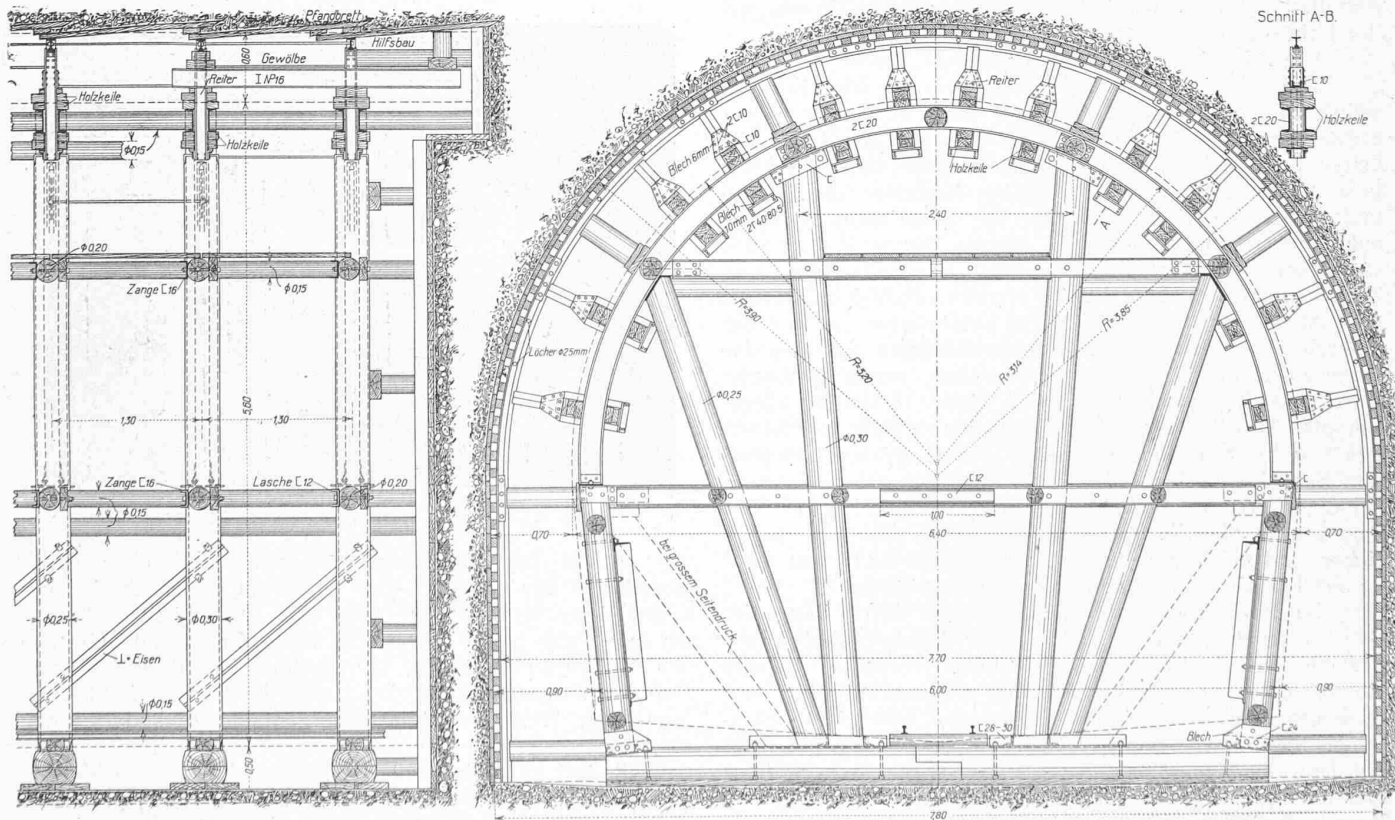 Pfandbrett
Hilfsbau
0,60
Gewölbe
Reiter I Nº16
Holzkeile
Φ0,15
Holzkeile
Φ0,20
Zange [16
Φ0,15
1,30
5,60
1,30
Zange [16
Lasche [12
Φ0,20
Φ0,15
Φ0,25
Φ0,30
⊥-Eisen
Φ0,15
0,50
Reiter
2[10
[10
Blech 6mm
2[20
Holzkeile
Blech
10mm
C
A
2,40
R=3,90
R=3,20
R=3,14
R=3,85
Löcher Φ25mm
Φ0,25
Φ0,30
[12
C
1,00
0,70
6,40
0,70
bei grossem Seitendruck
7,70
0,90
6,00
0,90
[28-30
Blech
[24
7,80
Schnitt A-B.
[10
2[20
Holzkeile